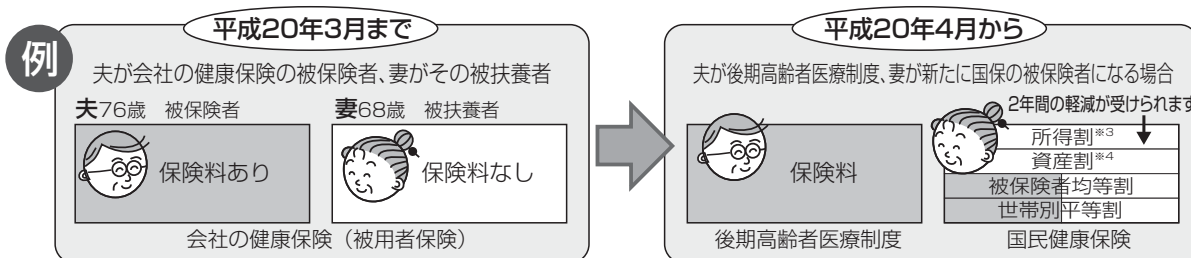 例
平成20年3月まで
夫が会社の健康保険の被保険者、妻がその被扶養者
夫76歳 被保険者
妻68歳 被扶養者
保険料あり
保険料なし
会社の健康保険（被用者保険）
平成20年4月から
夫が後期高齢者医療制度、妻が新たに国保の被保険者になる場合
2年間の軽減が受けられます
保険料
所得割※3
資産割※4
被保険者均等割
世帯別平等割
後期高齢者医療制度
国民健康保険